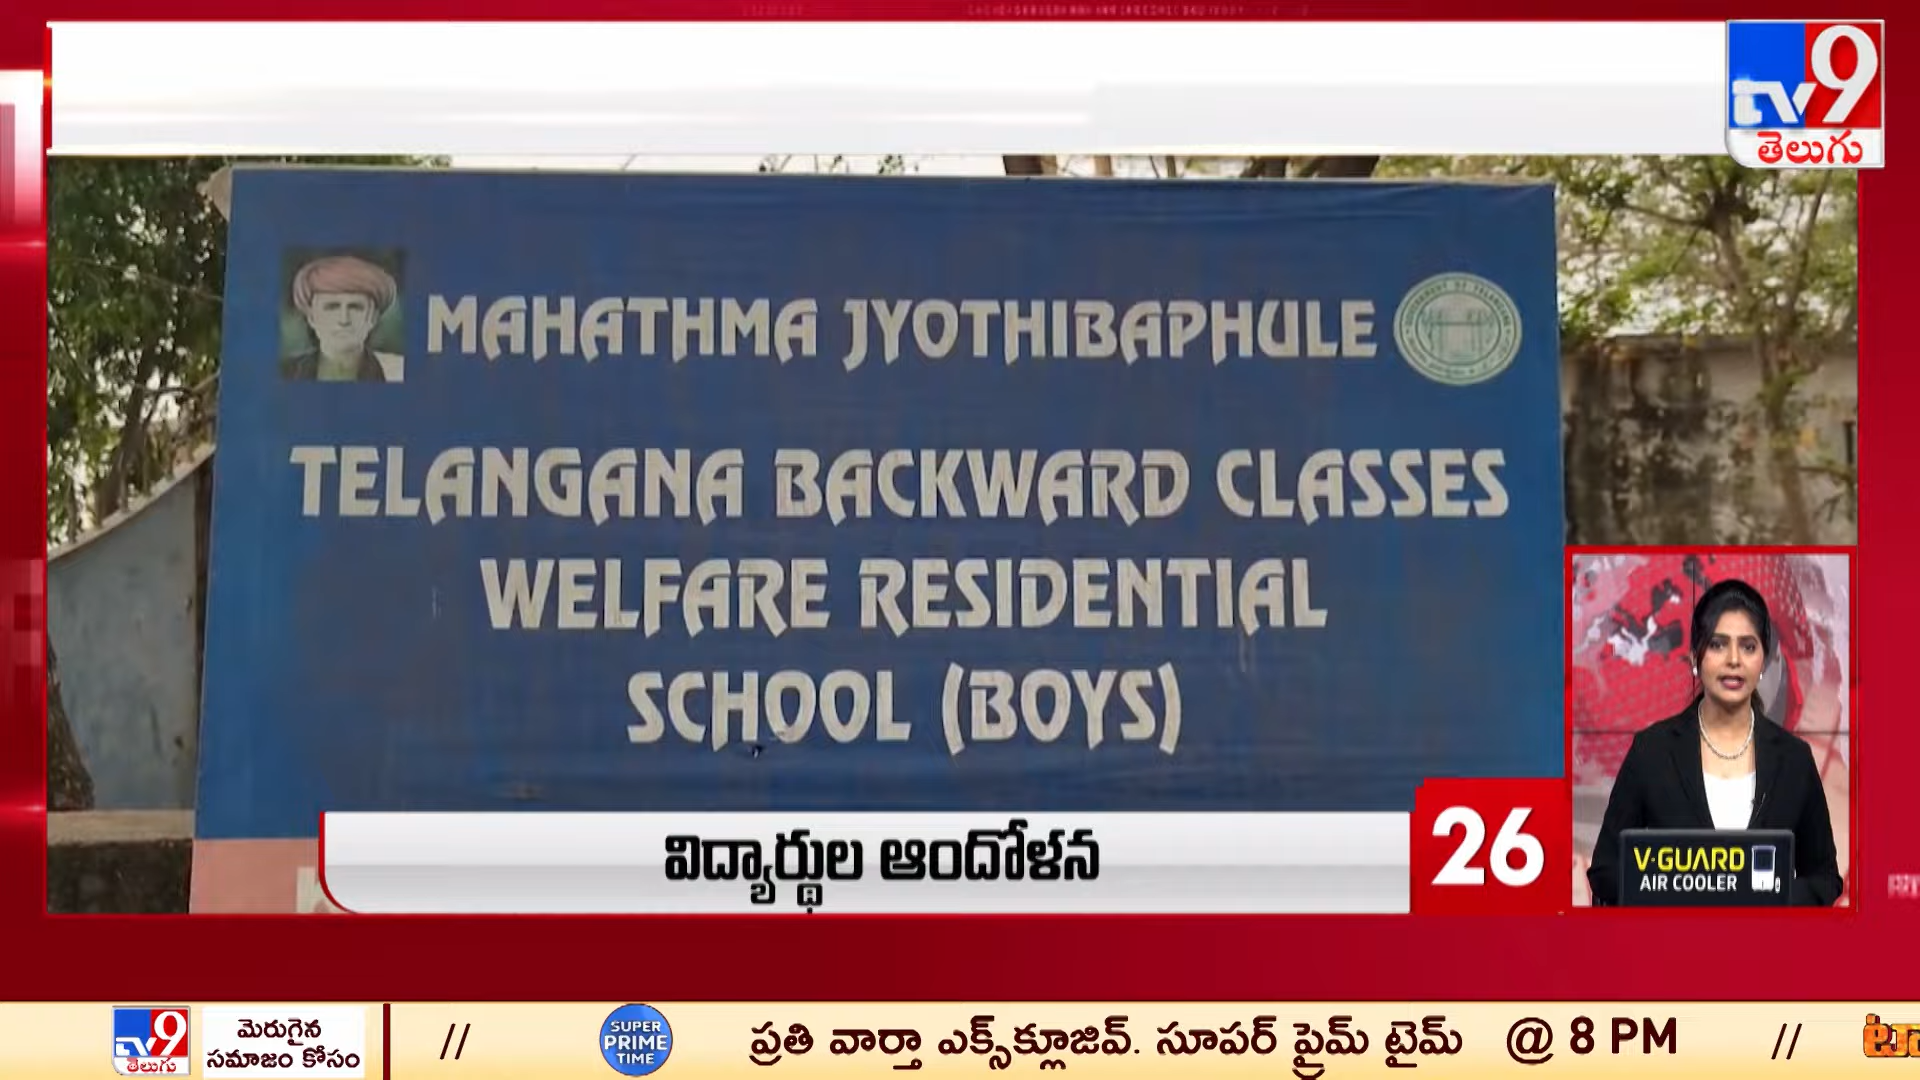 tv9
తెలుగు
MAHATHMA JYOTHIBAPHULE
TELANGANA BACKWARD CLASSES
WELFARE RESIDENTIAL
SCHOOL (BOYS)
విద్యార్థుల ఆందోళన
26
V-GUARD
AIR COOLER
tv9
తెలుగు
మెరుగైన
సమాజం కోసం
//
SUPER
PRIME
TIME
ప్రతి వార్తా ఎక్స్‌క్లూజివ్. సూపర్ ప్రైమ్ టైమ్ @ 8 PM
//